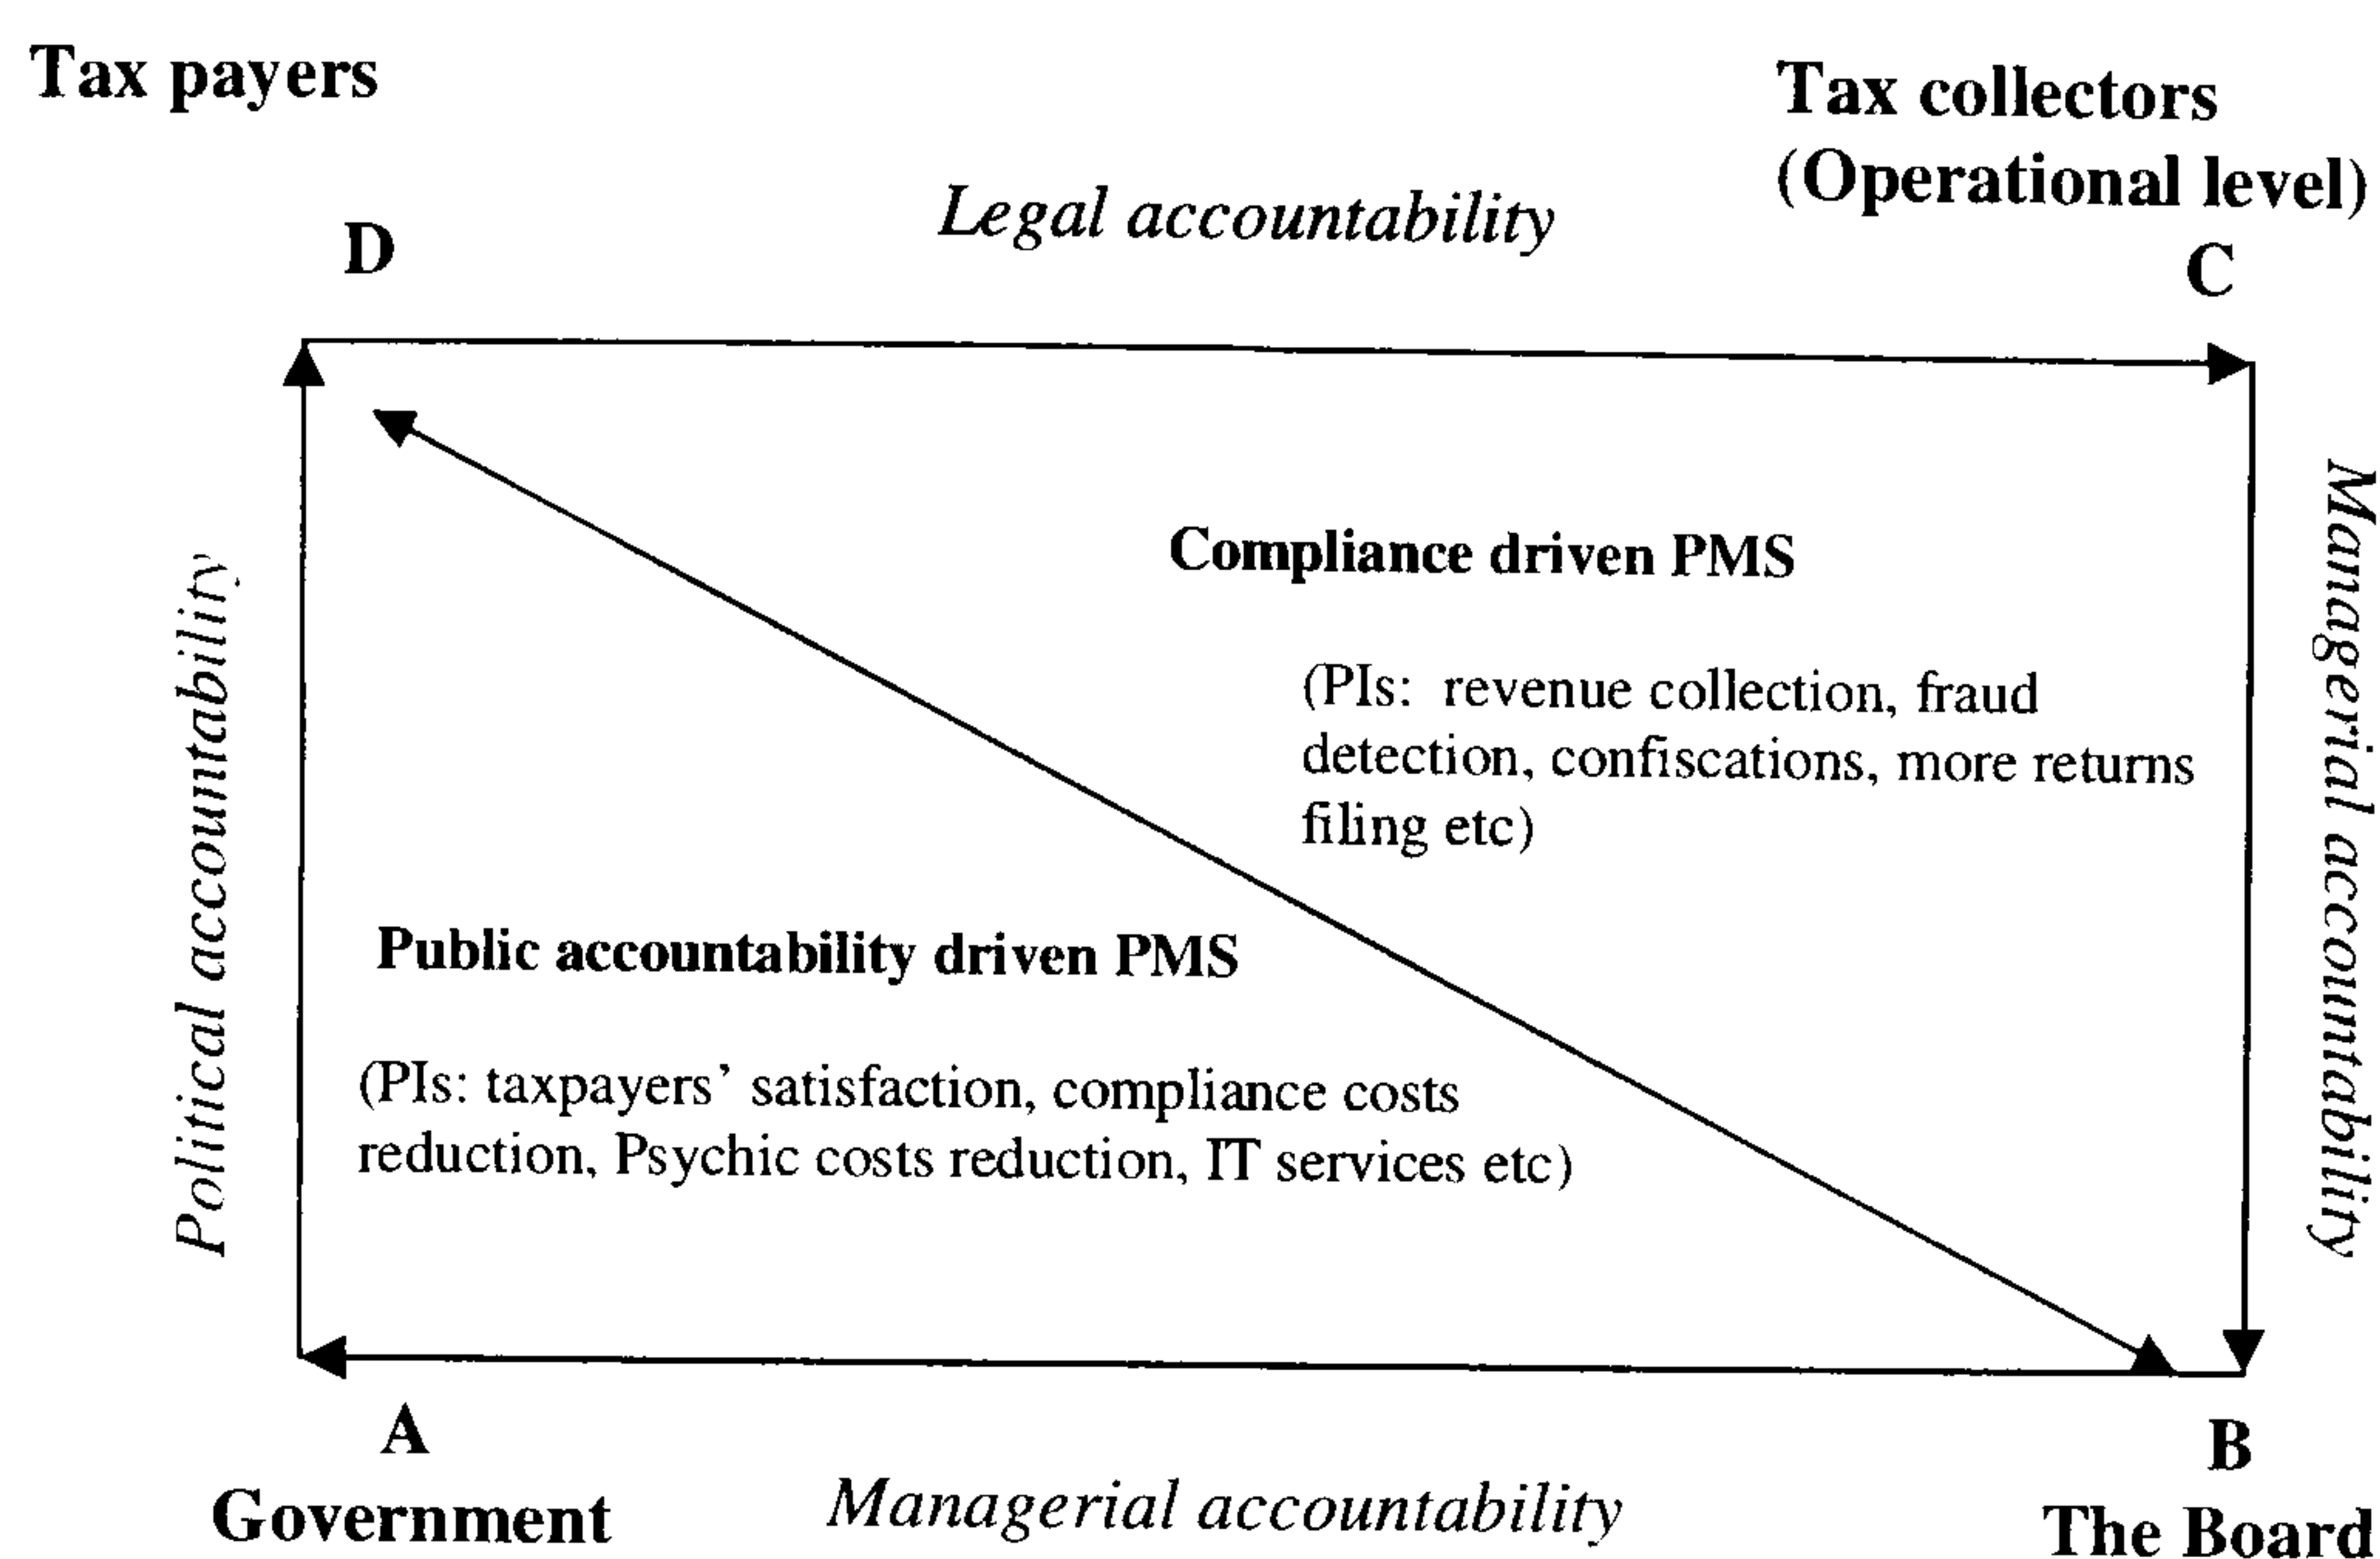 Tax payers
Tax collectors
(Operational level)
Legal accountability
D
C
Compliance driven PMS
(PIs: revenue collection, fraud
detection, confiscations, more returns
filing etc)
Political accountability
Managerial accountability
Public accountability driven PMS
(PIs: taxpayers’ satisfaction, compliance costs
reduction, Psychic costs reduction, IT services etc)
A
B
Government
Managerial accountability
The Board